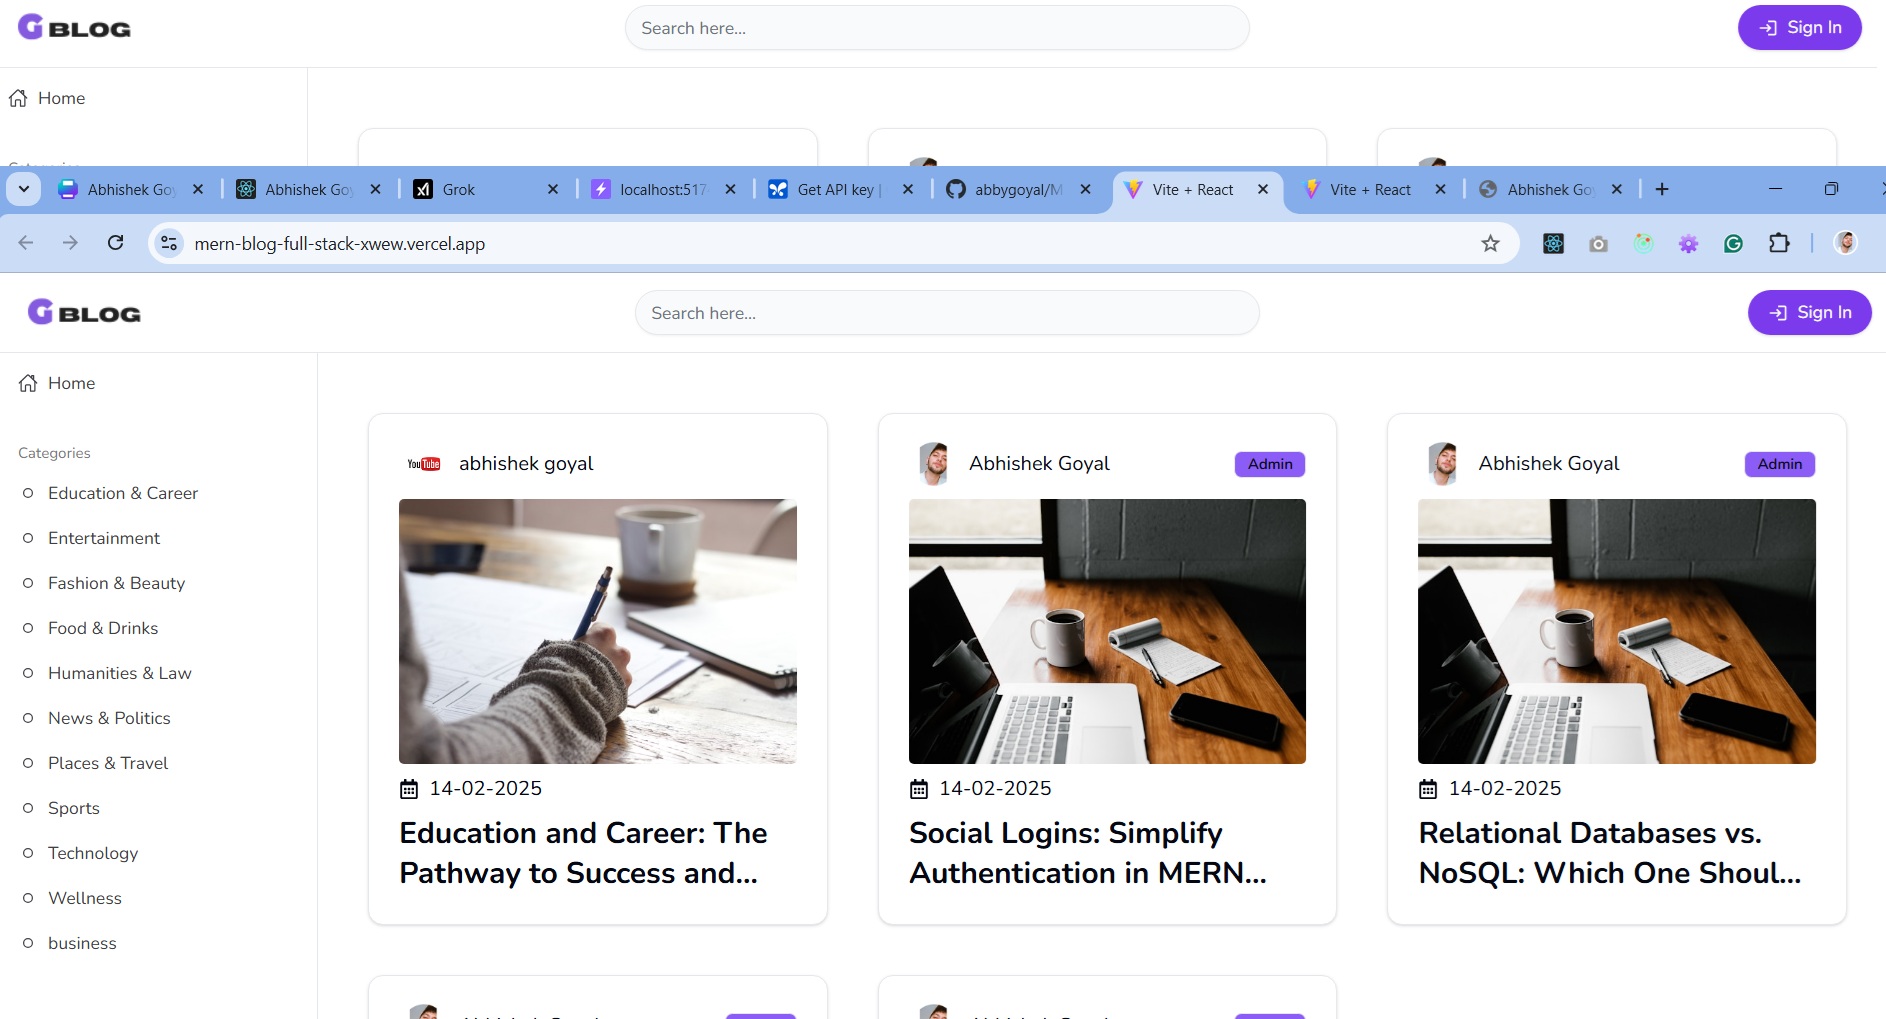 G BLOG
Search here...
Sign In
Home
Categories
Abhishek Goy
Abhishek Goy
Grok
localhost:517
Get API key |
abbygoyal/M
Vite + React
Vite + React
Abhishek Go
mern-blog-full-stack-xwew.vercel.app
G BLOG
Search here...
Sign In
Home
Categories
Education & Career
Entertainment
Fashion & Beauty
Food & Drinks
Humanities & Law
News & Politics
Places & Travel
Sports
Technology
Wellness
business
YouTube
abhishek goyal
14-02-2025
Education and Career: The
Pathway to Success and...
Abhishek Goyal
Admin
14-02-2025
Social Logins: Simplify
Authentication in MERN...
Abhishek Goyal
Admin
14-02-2025
Relational Databases vs.
NoSQL: Which One Shoul...